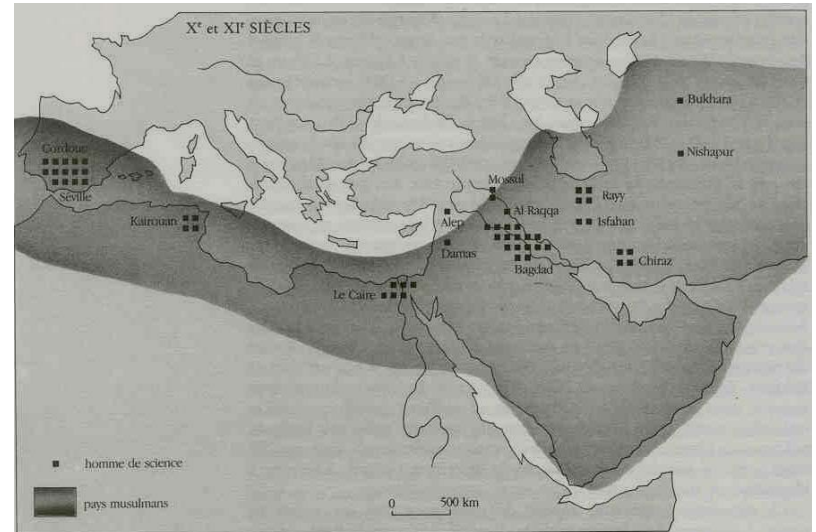 Xe et XIe SIÈCLES
Bukhara
Nishapur
Cordoue
Séville
Kairouan
Mossul
Al-Raqqa
Alep
Damas
Bagdad
Rayy
Isfahan
Chiraz
Le Caire
homme de science
pays musulmans
0 500 km